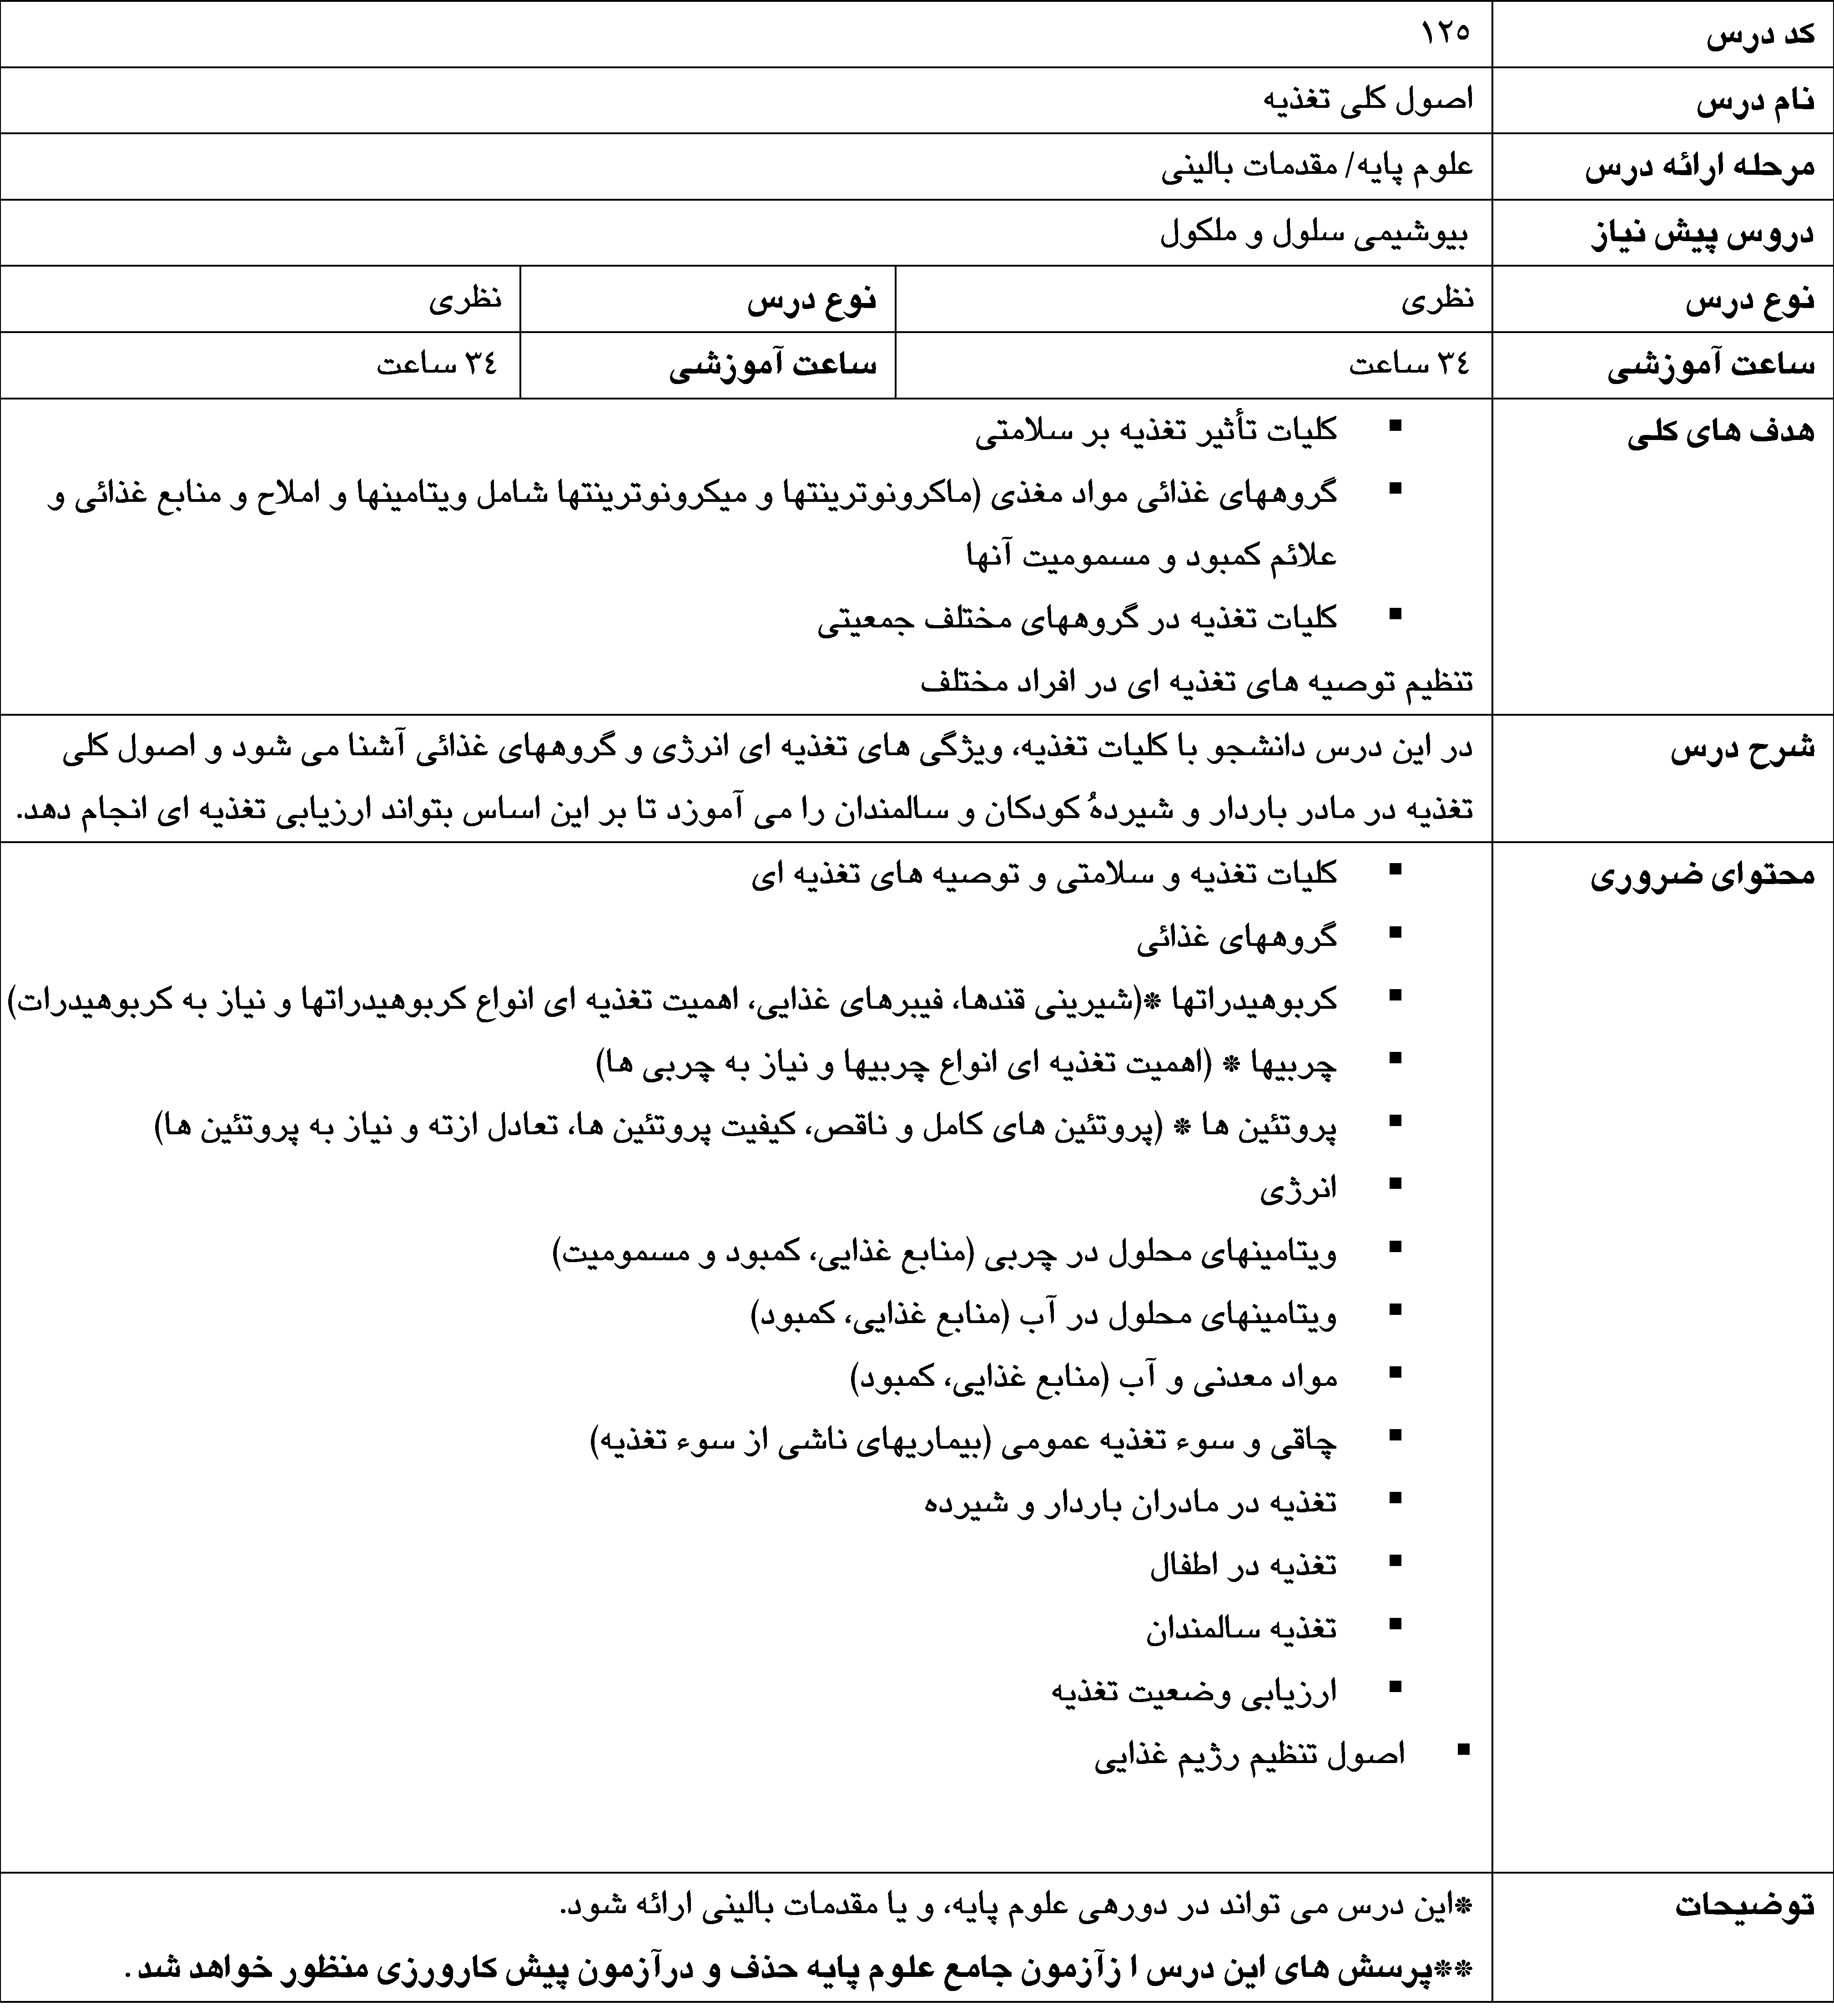 کد درس ۱۲۵
نام درس اصول کلی تغذیه
مرحله ارائه درس علوم پایه/ مقدمات بالینی
دروس پیش نیاز بیوشیمی سلول و ملکول
نوع درس نظری نوع درس نظری
ساعت آموزشی ۳٤ ساعت ساعت آموزشی ۳٤ ساعت
هدف های کلی ▪ کلیات تأثیر تغذیه بر سلامتی
▪ گروههای غذائی مواد مغذی (ماکرونوترینتها و میکرونوترینتها شامل ویتامینها و املاح و منابع غذائی و
علائم کمبود و مسمومیت آنها
▪ کلیات تغذیه در گروههای مختلف جمعیتی
تنظیم توصیه های تغذیه ای در افراد مختلف
شرح درس در این درس دانشجو با کلیات تغذیه، ویژگی های تغذیه ای انرژی و گروههای غذائی آشنا می شود و اصول کلی
تغذیه در مادر باردار و شیردهُ کودکان و سالمندان را می آموزد تا بر این اساس بتواند ارزیابی تغذیه ای انجام دهد.
محتوای ضروری ▪ کلیات تغذیه و سلامتی و توصیه های تغذیه ای
▪ گروههای غذائی
▪ کربوهیدراتها *(شیرینی قندها، فیبرهای غذایی، اهمیت تغذیه ای انواع کربوهیدراتها و نیاز به کربوهیدرات)
▪ چربیها * (اهمیت تغذیه ای انواع چربیها و نیاز به چربی ها)
▪ پروتئین ها * (پروتئین های کامل و ناقص، کیفیت پروتئین ها، تعادل ازته و نیاز به پروتئین ها)
▪ انرژی
▪ ویتامینهای محلول در چربی (منابع غذایی، کمبود و مسمومیت)
▪ ویتامینهای محلول در آب (منابع غذایی، کمبود)
▪ مواد معدنی و آب (منابع غذایی، کمبود)
▪ چاقی و سوء تغذیه عمومی (بیماریهای ناشی از سوء تغذیه)
▪ تغذیه در مادران باردار و شیرده
▪ تغذیه در اطفال
▪ تغذیه سالمندان
▪ ارزیابی وضعیت تغذیه
▪ اصول تنظیم رژیم غذایی
توضیحات *این درس می تواند در دورهی علوم پایه، و یا مقدمات بالینی ارائه شود.
**پرسش های این درس ا زآزمون جامع علوم پایه حذف و درآزمون پیش کارورزی منظور خواهد شد .